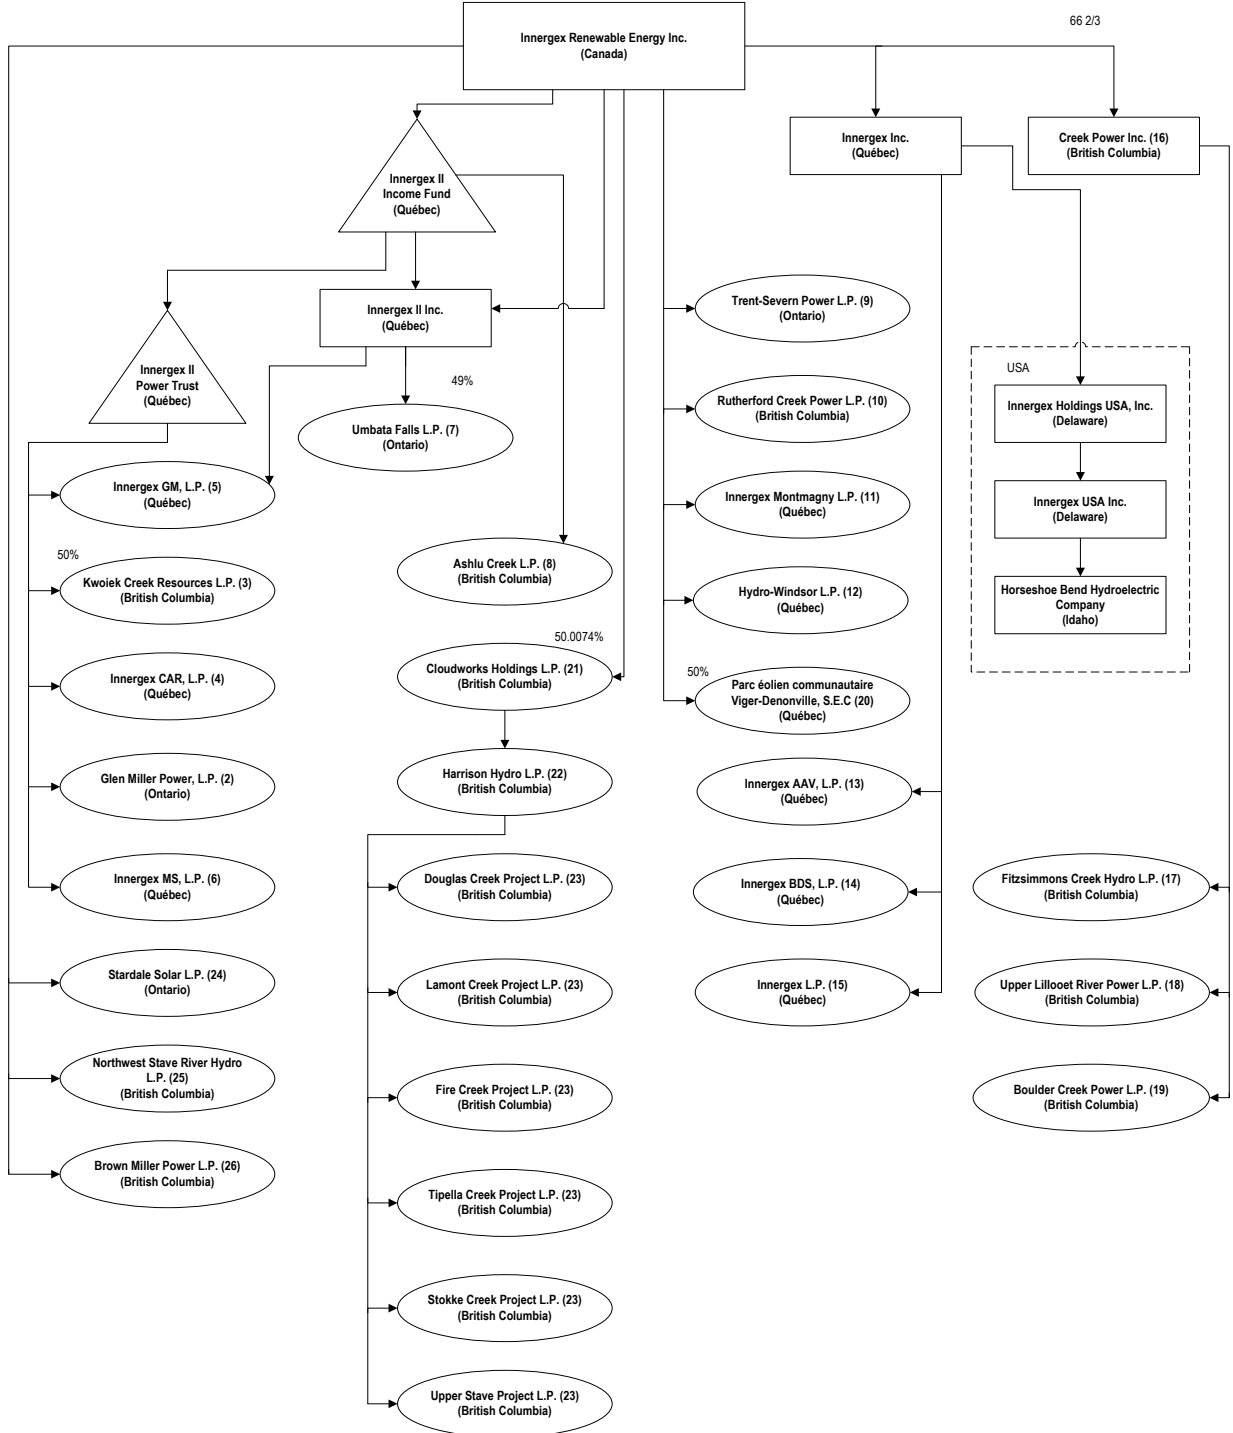 Innergex Renewable Energy Inc.
(Canada)
66 2/3
Innergex Inc.
(Québec)
Creek Power Inc. (16)
(British Columbia)
Innergex II
Income Fund
(Québec)
Innergex II Inc.
(Québec)
Innergex II
Power Trust
(Québec)
49%
Umbata Falls L.P. (7)
(Ontario)
Innergex GM, L.P. (5)
(Québec)
50%
Kwoiek Creek Resources L.P. (3)
(British Columbia)
Innergex CAR, L.P. (4)
(Québec)
Glen Miller Power, L.P. (2)
(Ontario)
Innergex MS, L.P. (6)
(Québec)
Stardale Solar L.P. (24)
(Ontario)
Northwest Stave River Hydro
L.P. (25)
(British Columbia)
Brown Miller Power L.P. (26)
(British Columbia)
Ashlu Creek L.P. (8)
(British Columbia)
50.0074%
Cloudworks Holdings L.P. (21)
(British Columbia)
Harrison Hydro L.P. (22)
(British Columbia)
Douglas Creek Project L.P. (23)
(British Columbia)
Lamont Creek Project L.P. (23)
(British Columbia)
Fire Creek Project L.P. (23)
(British Columbia)
Tipella Creek Project L.P. (23)
(British Columbia)
Stokke Creek Project L.P. (23)
(British Columbia)
Upper Stave Project L.P. (23)
(British Columbia)
Trent-Severn Power L.P. (9)
(Ontario)
Rutherford Creek Power L.P. (10)
(British Columbia)
Innergex Montmagny L.P. (11)
(Québec)
Hydro-Windsor L.P. (12)
(Québec)
50%
Parc éolien communautaire
Viger-Denonville, S.E.C (20)
(Québec)
Innergex AAV, L.P. (13)
(Québec)
Innergex BDS, L.P. (14)
(Québec)
Innergex L.P. (15)
(Québec)
USA
Innergex Holdings USA, Inc.
(Delaware)
Innergex USA Inc.
(Delaware)
Horseshoe Bend Hydroelectric
Company
(Idaho)
Fitzsimmons Creek Hydro L.P. (17)
(British Columbia)
Upper Lillooet River Power L.P. (18)
(British Columbia)
Boulder Creek Power L.P. (19)
(British Columbia)